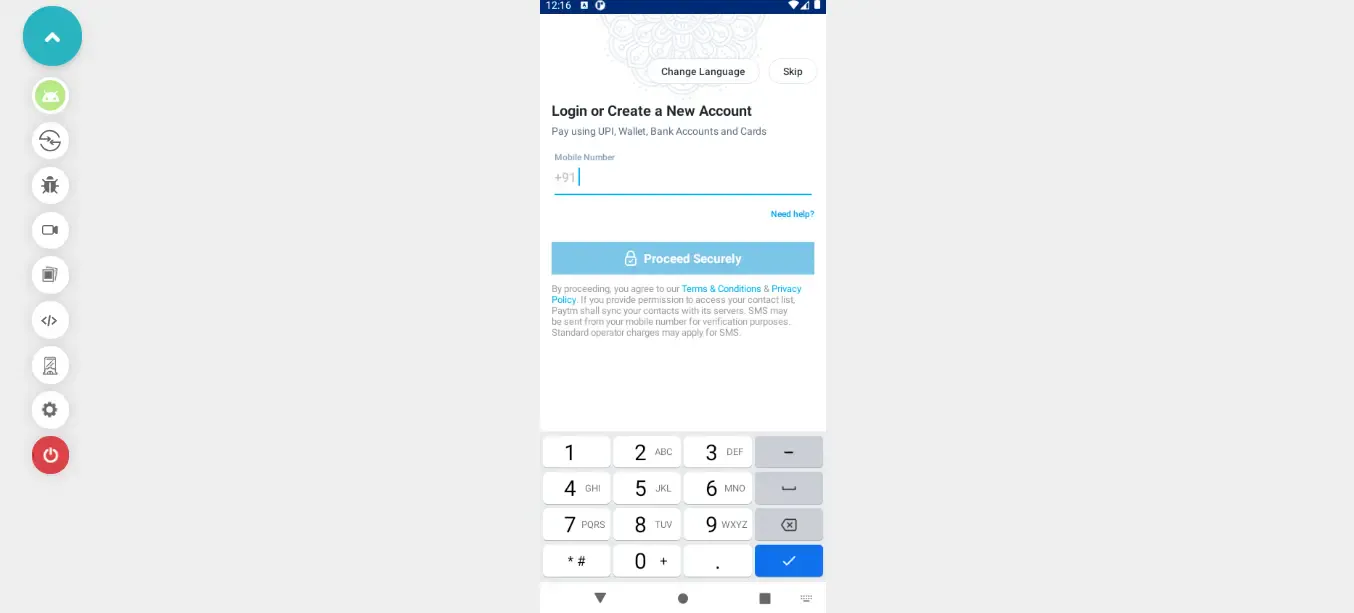 12:16
Change Language
Skip
Login or Create a New Account
Pay using UPI, Wallet, Bank Accounts and Cards
Mobile Number
+91
Need help?
Proceed Securely
By proceeding, you agree to our Terms & Conditions & Privacy
Policy. If you provide permission to access your contact list,
Paytm shall sync your contacts with its servers. SMS may
be sent from your mobile number for verification purposes.
Standard operator charges may apply for SMS.
1 2 ABC 3 DEF -
4 GHI 5 JKL 6 MNO
7 PQRS 8 TUV 9 WXYZ
* # 0 + .